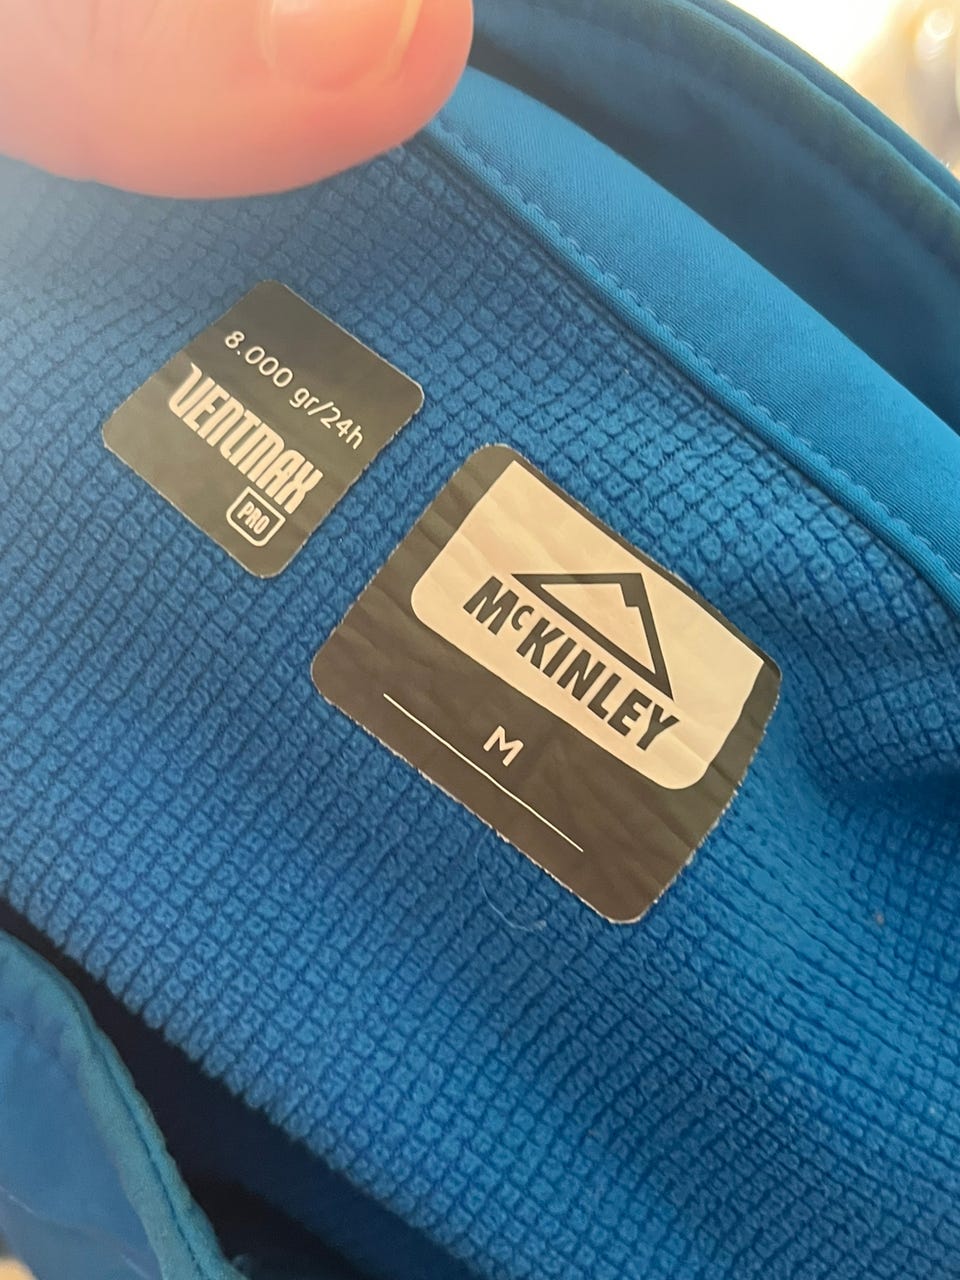 8.000 gr/24h
VENTMAX
PRO
McKINLEY
M